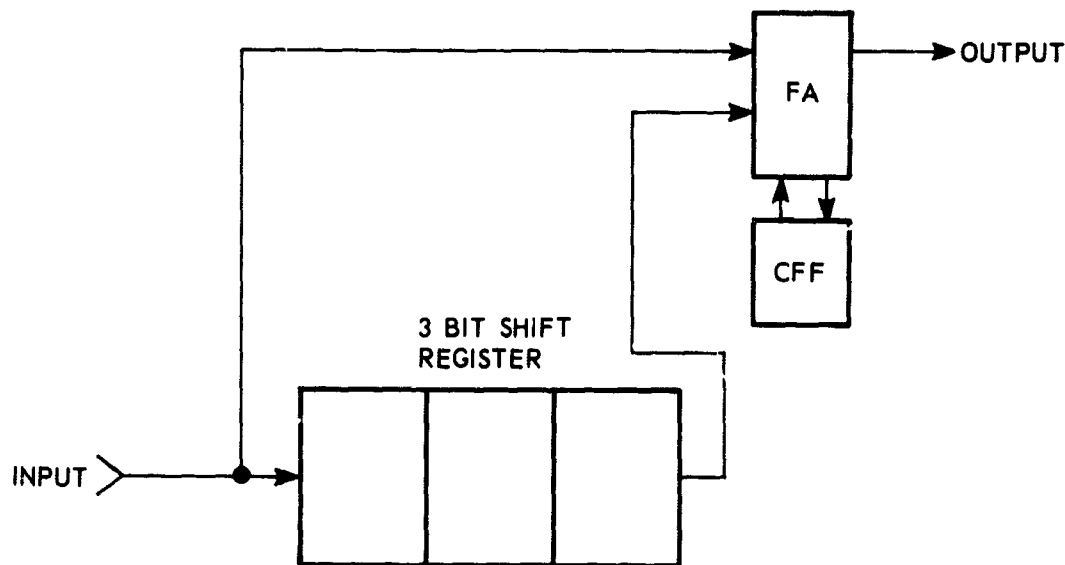 OUTPUT
FA
CFF
3 BIT SHIFT
REGISTER
INPUT